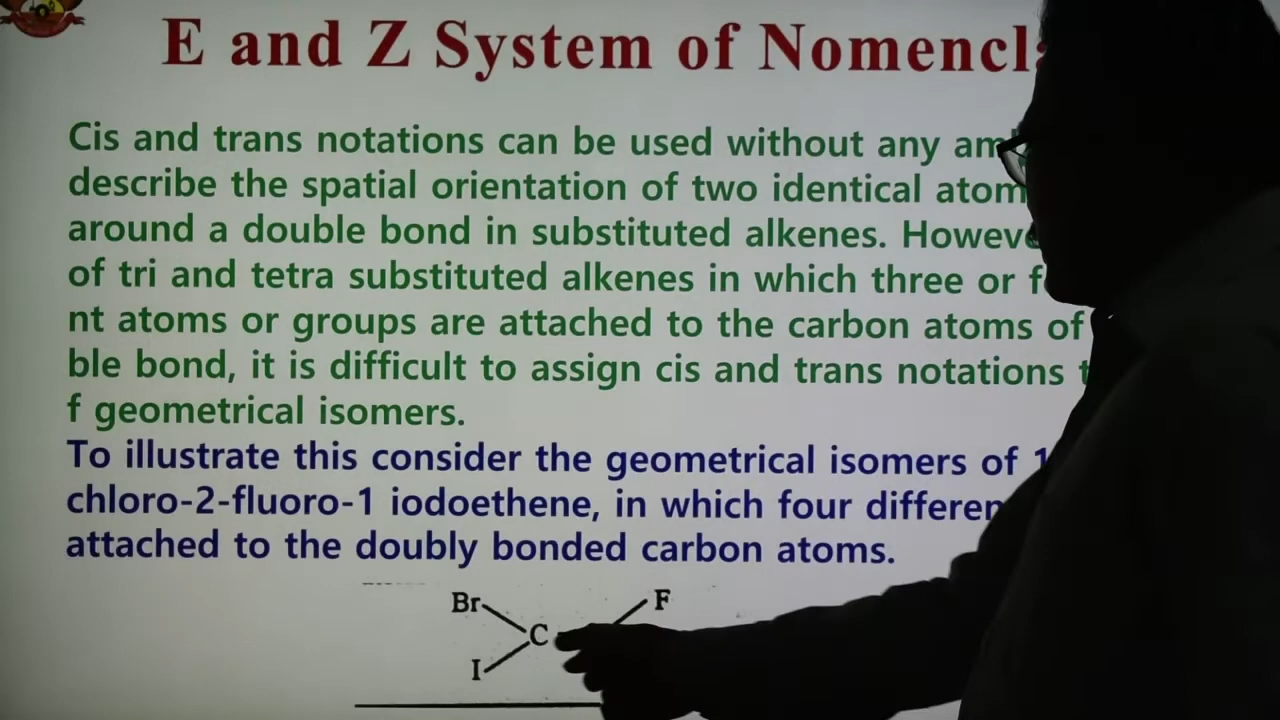 E and Z System of Nomencl
Cis and trans notations can be used without any am
describe the spatial orientation of two identical atom
around a double bond in substituted alkenes. Howeve
of tri and tetra substituted alkenes in which three or f
nt atoms or groups are attached to the carbon atoms of
ble bond, it is difficult to assign cis and trans notations t
f geometrical isomers.
To illustrate this consider the geometrical isomers of 1
chloro-2-fluoro-1 iodoethene, in which four differen
attached to the doubly bonded carbon atoms.
Br F
C
I